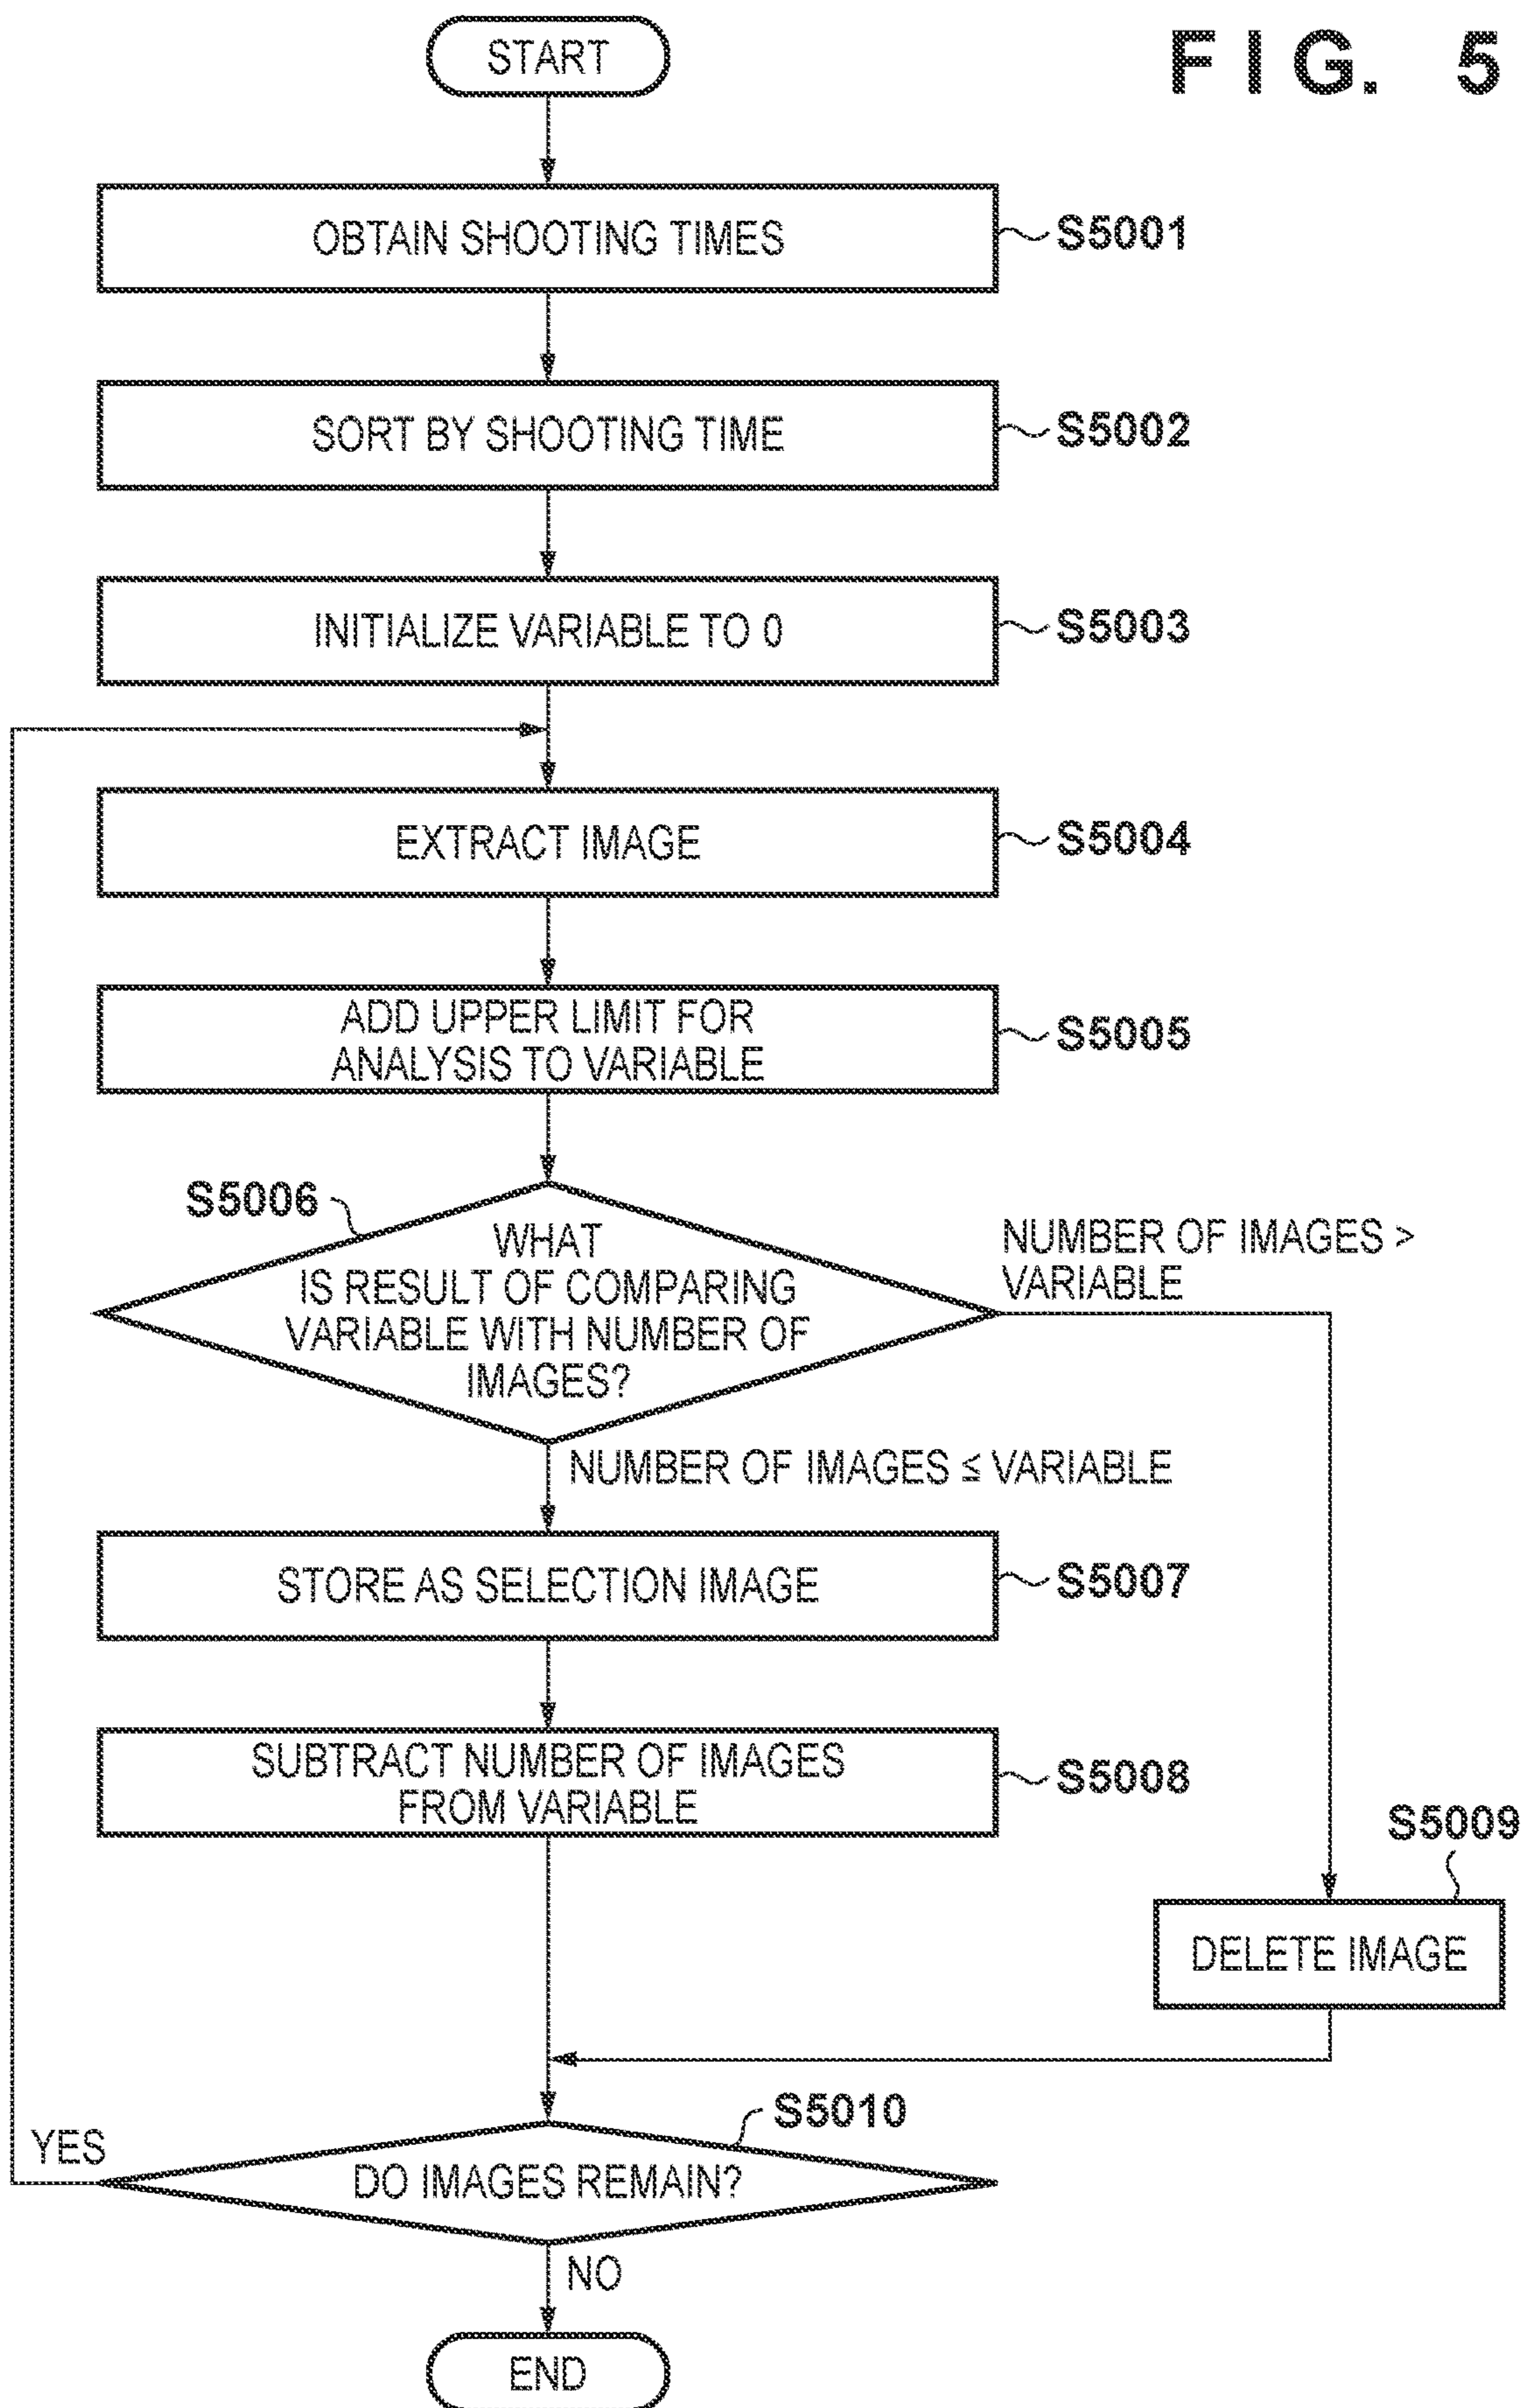 START
FIG. 5
OBTAIN SHOOTING TIMES
S5001
SORT BY SHOOTING TIME
S5002
INITIALIZE VARIABLE TO 0
S5003
EXTRACT IMAGE
S5004
ADD UPPER LIMIT FOR
ANALYSIS TO VARIABLE
S5005
S5006
WHAT
IS RESULT OF COMPARING
VARIABLE WITH NUMBER OF
IMAGES?
NUMBER OF IMAGES >
VARIABLE
NUMBER OF IMAGES ≤ VARIABLE
STORE AS SELECTION IMAGE
S5007
SUBTRACT NUMBER OF IMAGES
FROM VARIABLE
S5008
S5009
DELETE IMAGE
S5010
DO IMAGES REMAIN?
YES
NO
END